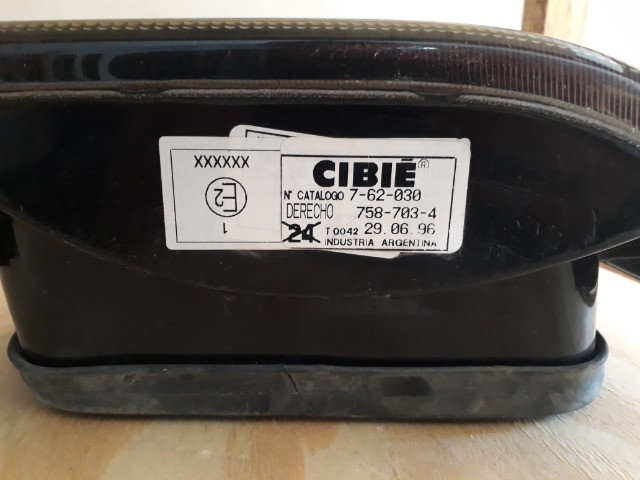 XXXXXX
E2
1
CIBIÉ®
Nº CATALOGO 7-62-030
DERECHO 758-703-4
24 T0042 29.06.96
INDUSTRIA ARGENTINA